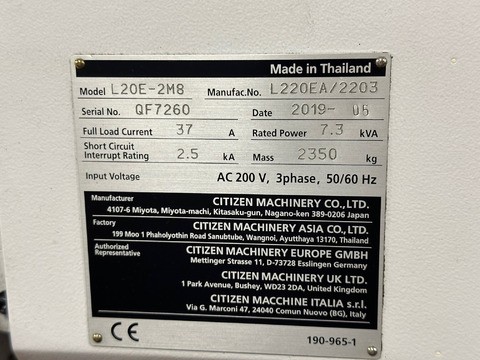 Made in Thailand
Model L20E-2M8 Manufac.No. L220EA/2203
Serial No. QF7260 Date 2019- 05
Full Load Current 37 A Rated Power 7.3 kVA
Short Circuit
Interrupt Rating 2.5 kA Mass 2350 kg
Input Voltage AC 200 V, 3phase, 50/60 Hz
Manufacturer CITIZEN MACHINERY CO.,LTD.
4107-6 Miyota, Miyota-machi, Kitasaku-gun, Nagano-ken 389-0206 Japan
Factory CITIZEN MACHINERY ASIA CO., LTD.
199 Moo 1 Phaholyothin Road Sanubtube, Wangnoi, Ayutthaya 13170, Thailand
Authorized
Representative CITIZEN MACHINERY EUROPE GMBH
Mettinger Strasse 11, D-73728 Esslingen Germany
CITIZEN MACHINERY UK LTD.
1 Park Avenue, Bushey, WD23 2DA, United Kingdom
CITIZEN MACCHINE ITALIA s.r.l.
Via G. Marconi 47, 24040 Comun Nuovo (BG), Italy
CE 190-965-1